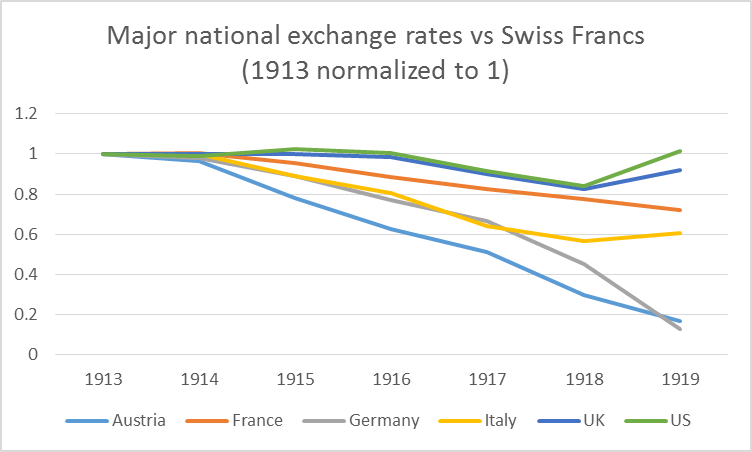 Major national exchange rates vs Swiss Francs
(1913 normalized to 1)
1.2
1
0.8
0.6
0.4
0.2
0
1913 1914 1915 1916 1917 1918 1919
Austria France Germany Italy UK US